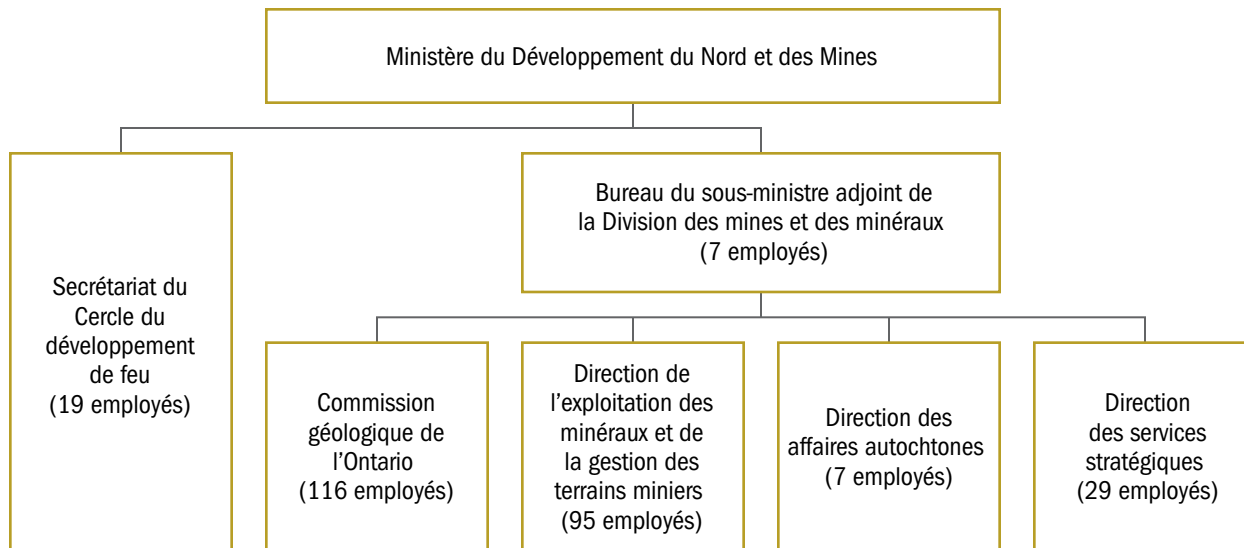 Ministère du Développement du Nord et des Mines
Bureau du sous-ministre adjoint de
la Division des mines et des minéraux
(7 employés)
Secrétariat du
Cercle du
développement
de feu
(19 employés)
Commission
géologique de
l'Ontario
(116 employés)
Direction de
l'exploitation des
minéraux et de
la gestion des
terrains miniers
(95 employés)
Direction des
affaires autochtones
(7 employés)
Direction
des services
stratégiques
(29 employés)